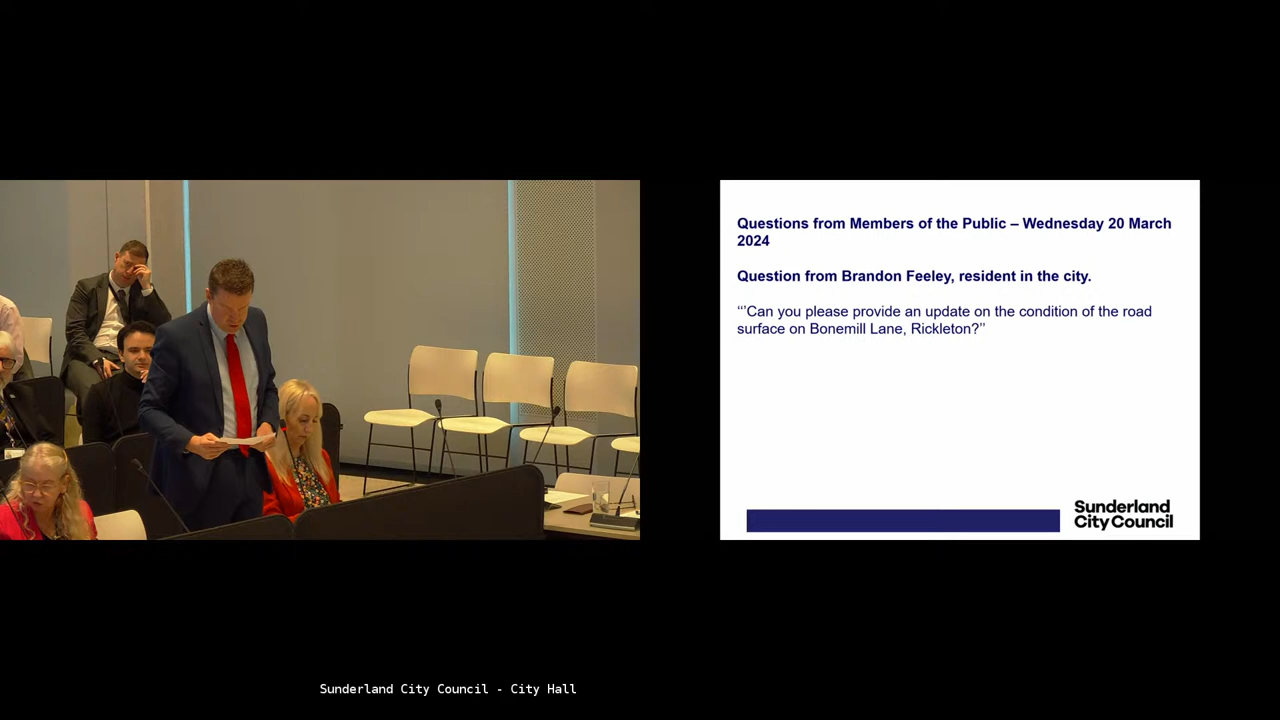 Questions from Members of the Public – Wednesday 20 March
2024
Question from Brandon Feeley, resident in the city.
‘‘’Can you please provide an update on the condition of the road
surface on Bonemill Lane, Rickleton?’’
Sunderland
City Council
Sunderland City Council - City Hall